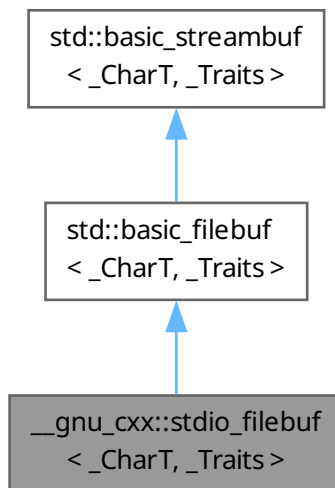 std::basic_streambuf
< _CharT, _Traits >
std::basic_filebuf
< _CharT, _Traits >
__gnu_cxx::stdio_filebuf
< _CharT, _Traits >